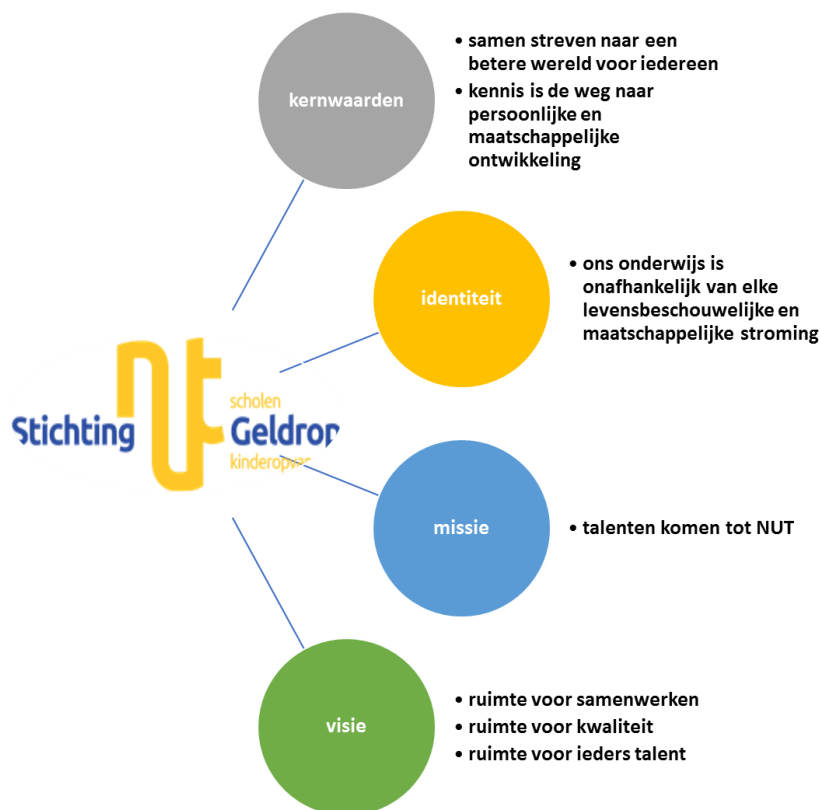 kernwaarden
• samen streven naar een
betere wereld voor iedereen
• kennis is de weg naar
persoonlijke en
maatschappelijke
ontwikkeling
identiteit
• ons onderwijs is
onafhankelijk van elke
levensbeschouwelijke en
maatschappelijke stroming
Stichting
nut
scholen
Geldrop
missie
• talenten komen tot NUT
visie
• ruimte voor samenwerken
• ruimte voor kwaliteit
• ruimte voor ieders talent